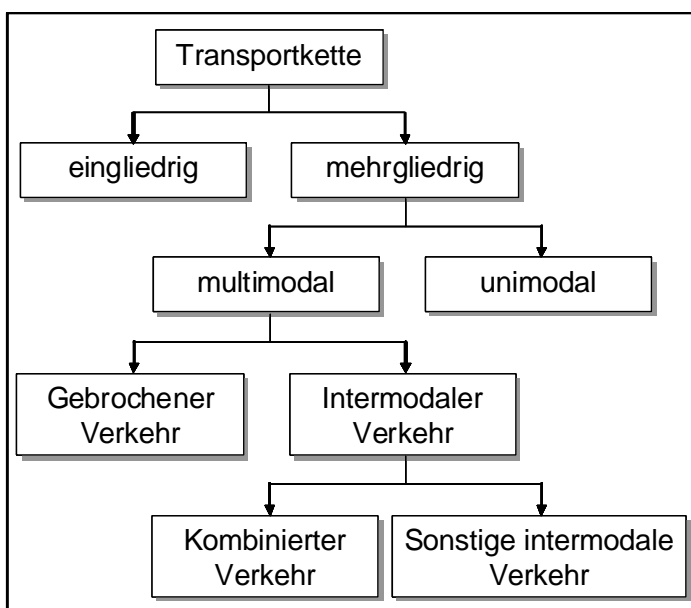 Transportkette
eingliedrig
mehrgliedrig
multimodal
unimodal
Gebrochener
Verkehr
Intermodaler
Verkehr
Kombinierter
Verkehr
Sonstige intermodale
Verkehr